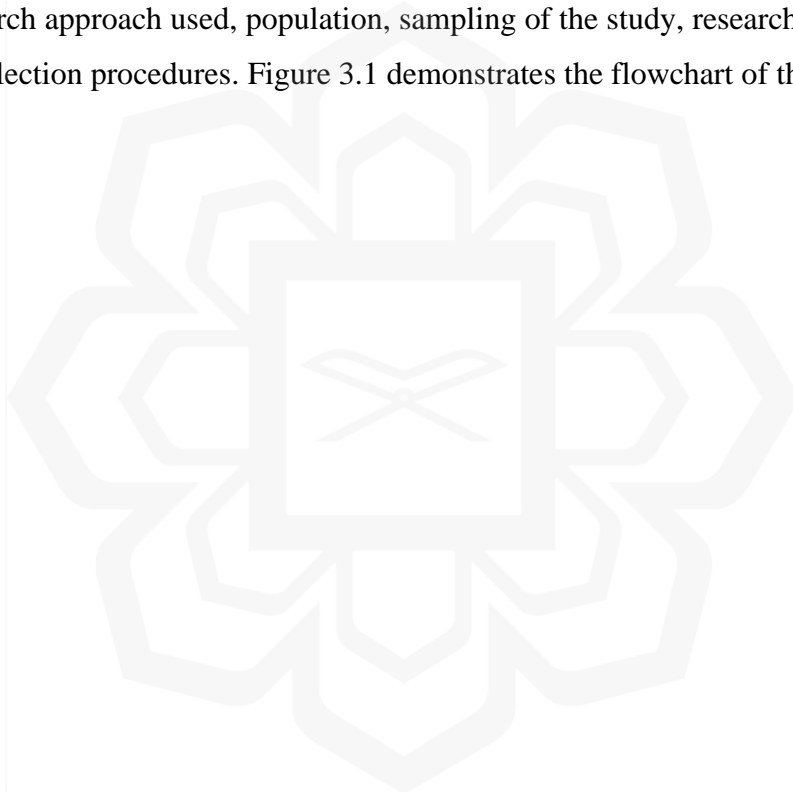 rch approach used, population, sampling of the study, research
lection procedures. Figure 3.1 demonstrates the flowchart of th